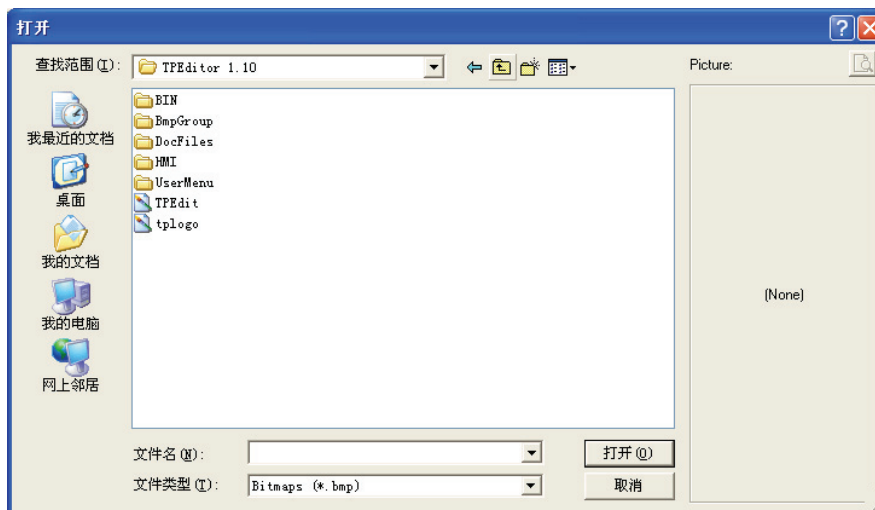 打开
查找范围(I):
TPEditor 1.10
Picture:
我最近的文档
桌面
我的文档
我的电脑
网上邻居
BIN
BmpGroup
DocFiles
HMI
UserMenu
TPEdit
tplogo
(None)
文件名(N):
打开(O)
文件类型(T):
Bitmaps (*.bmp)
取消